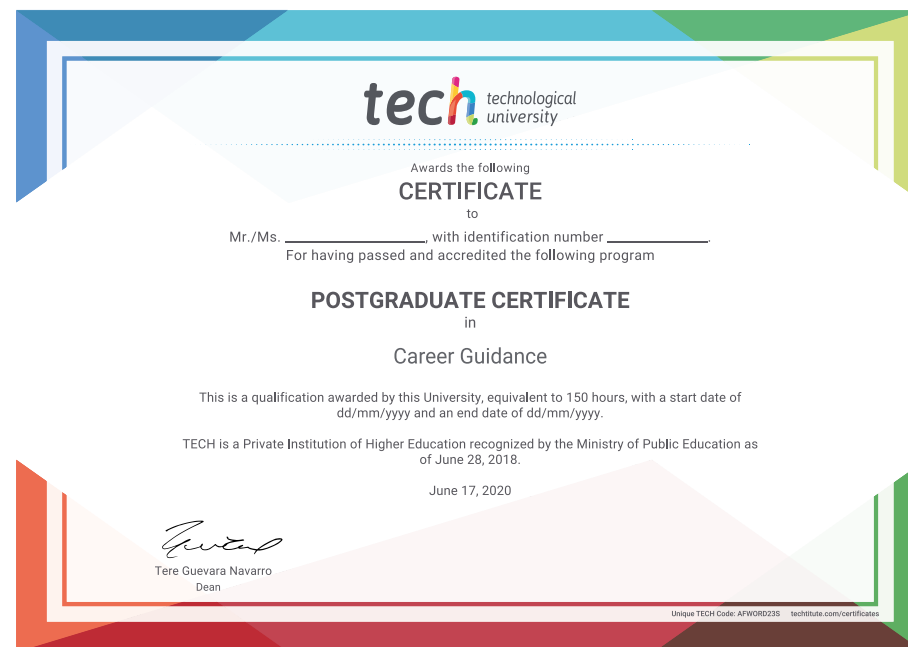 tech technological
university
Awards the following
CERTIFICATE
to
Mr./Ms. ____________________, with identification number ______________.
For having passed and accredited the following program
POSTGRADUATE CERTIFICATE
in
Career Guidance
This is a qualification awarded by this University, equivalent to 150 hours, with a start date of
dd/mm/yyyy and an end date of dd/mm/yyyy.
TECH is a Private Institution of Higher Education recognized by the Ministry of Public Education as
of June 28, 2018.
June 17, 2020
Tere Guevara Navarro
Dean
Unique TECH Code: AFWORD23S techtitute.com/certificates